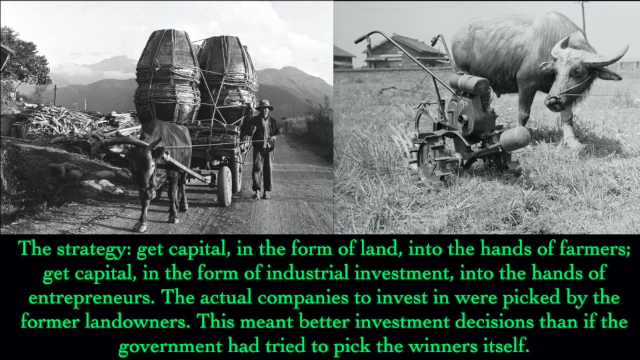 The strategy: get capital, in the form of land, into the hands of farmers;
get capital, in the form of industrial investment, into the hands of
entrepreneurs. The actual companies to invest in were picked by the
former landowners. This meant better investment decisions than if the
government had tried to pick the winners itself.